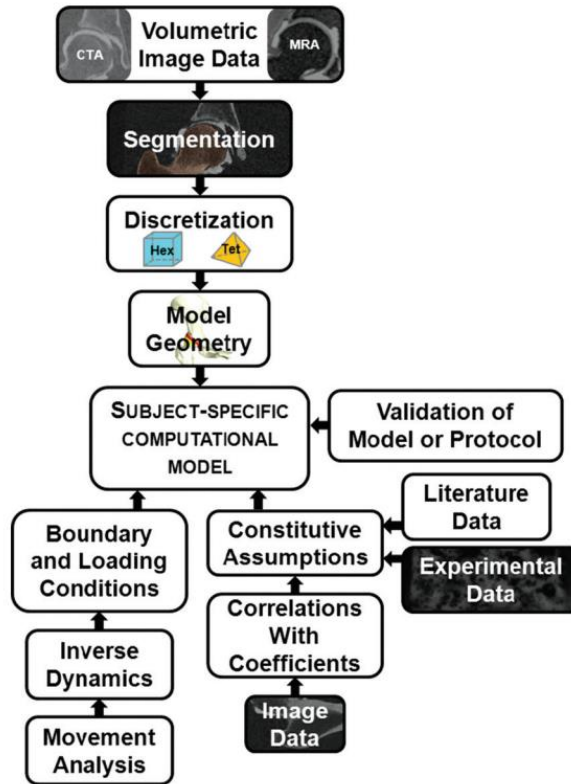 CTA
Volumetric
Image Data
MRA
Segmentation
Discretization
Hex
Tet
Model
Geometry
SUBJECT-SPECIFIC
COMPUTATIONAL
MODEL
Validation of
Model or Protocol
Literature
Data
Boundary
and Loading
Conditions
Constitutive
Assumptions
Experimental
Data
Correlations
With
Coefficients
Inverse
Dynamics
Image
Data
Movement
Analysis